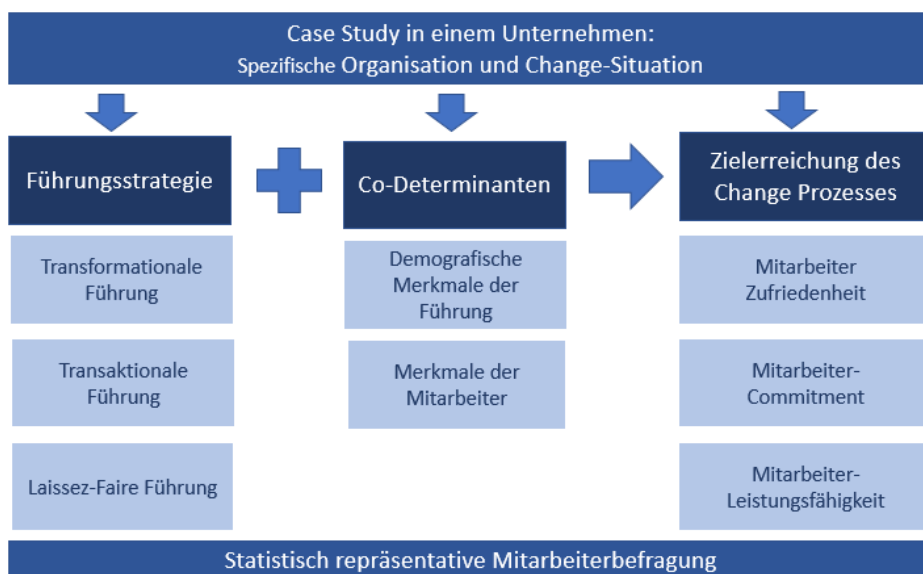 Case Study in einem Unternehmen:
Spezifische Organisation und Change-Situation
Führungsstrategie
Co-Determinanten
Zielerreichung des
Change Prozesses
Transformationale
Führung
Demografische
Merkmale der
Führung
Mitarbeiter
Zufriedenheit
Transaktionale
Führung
Merkmale der
Mitarbeiter
Mitarbeiter-
Commitment
Laissez-Faire Führung
Mitarbeiter-
Leistungsfähigkeit
Statistisch repräsentative Mitarbeiterbefragung